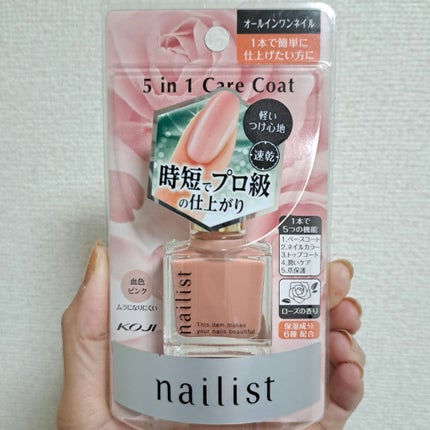 オールインワンネイル
1本で簡単に
仕上げたい方に
5 in 1 Care Coat
軽い
つけ心地
速乾
時短でプロ級
の仕上がり
1本で
5つの機能
1.ベースコート
2.ネイルカラー
3.トップコート
4.潤いケア
5.爪保護
血色
ピンク
ムラになりにくい
KOJI
nailist
This item makes
your nails beautiful.
ローズの香り
保湿成分
6種 配合
nailist